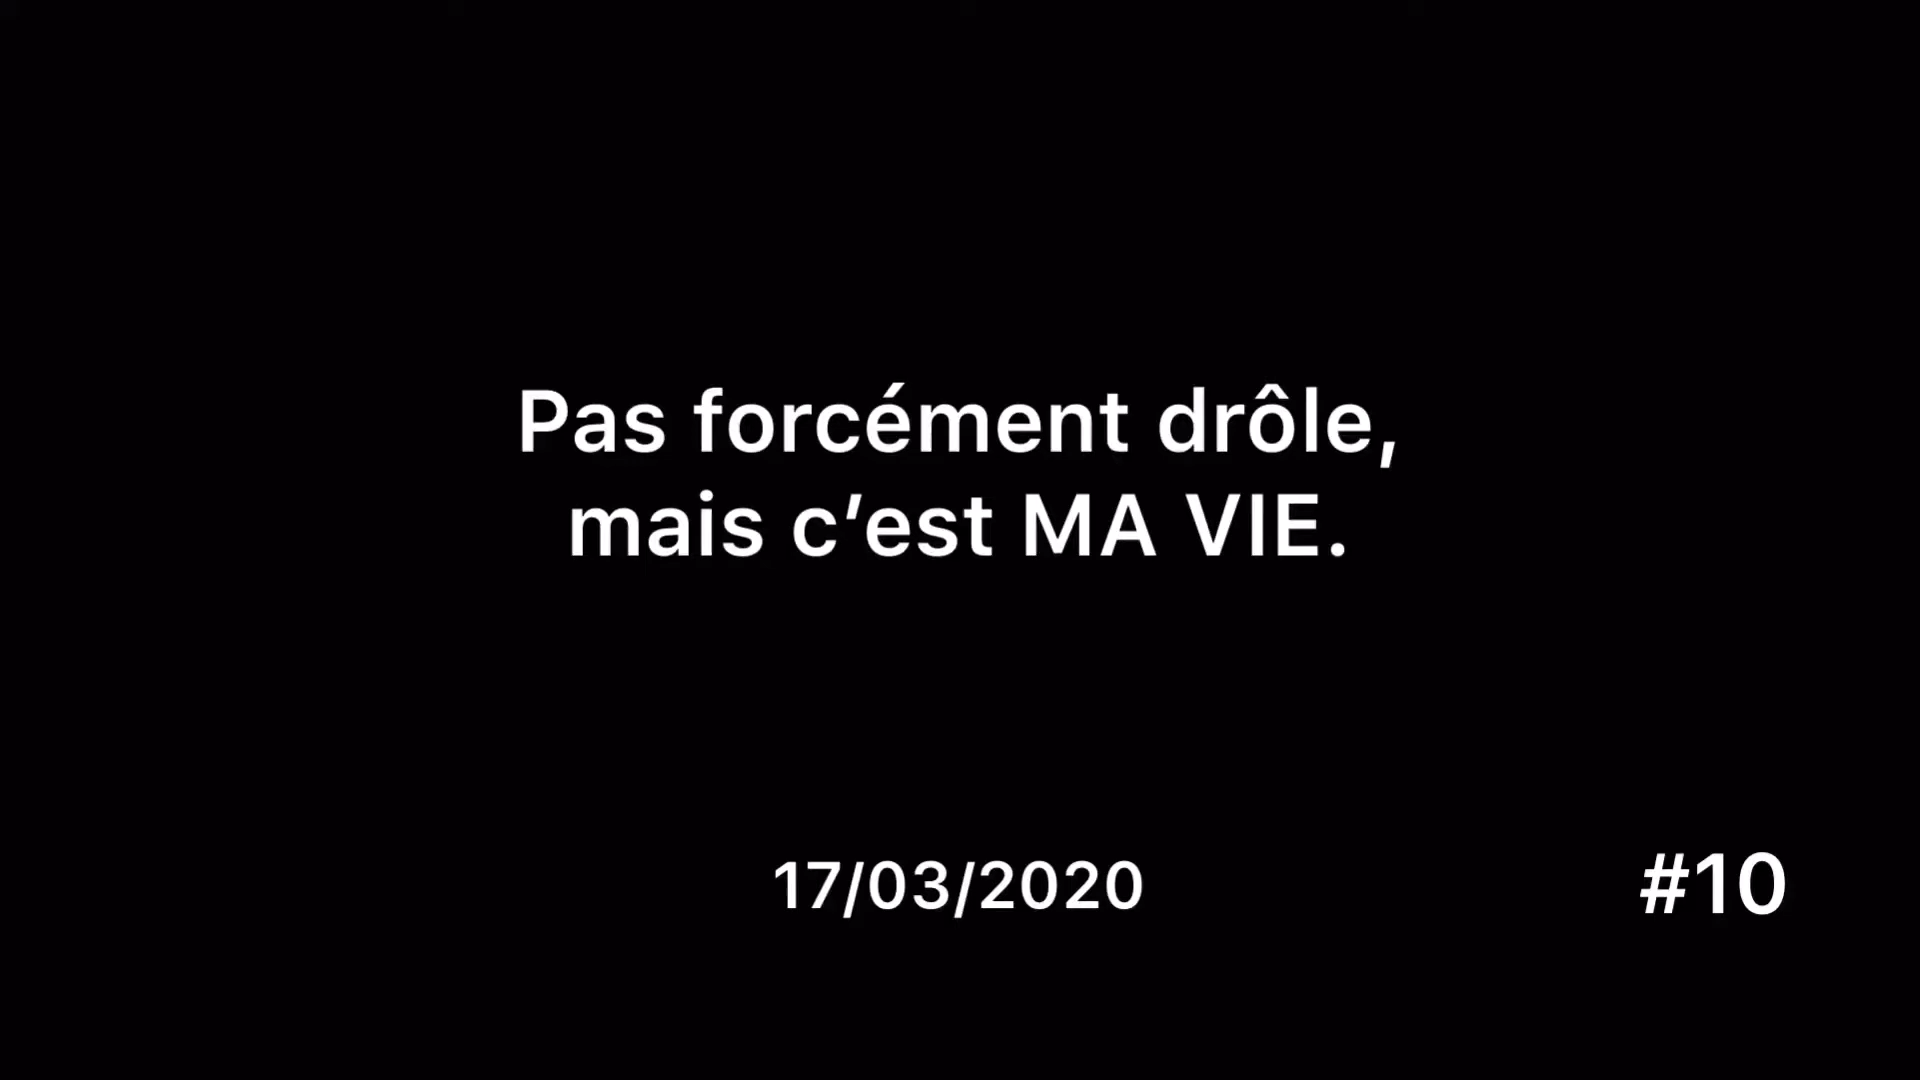 Pas forcément drôle,
mais c’est MA VIE.
17/03/2020
#10